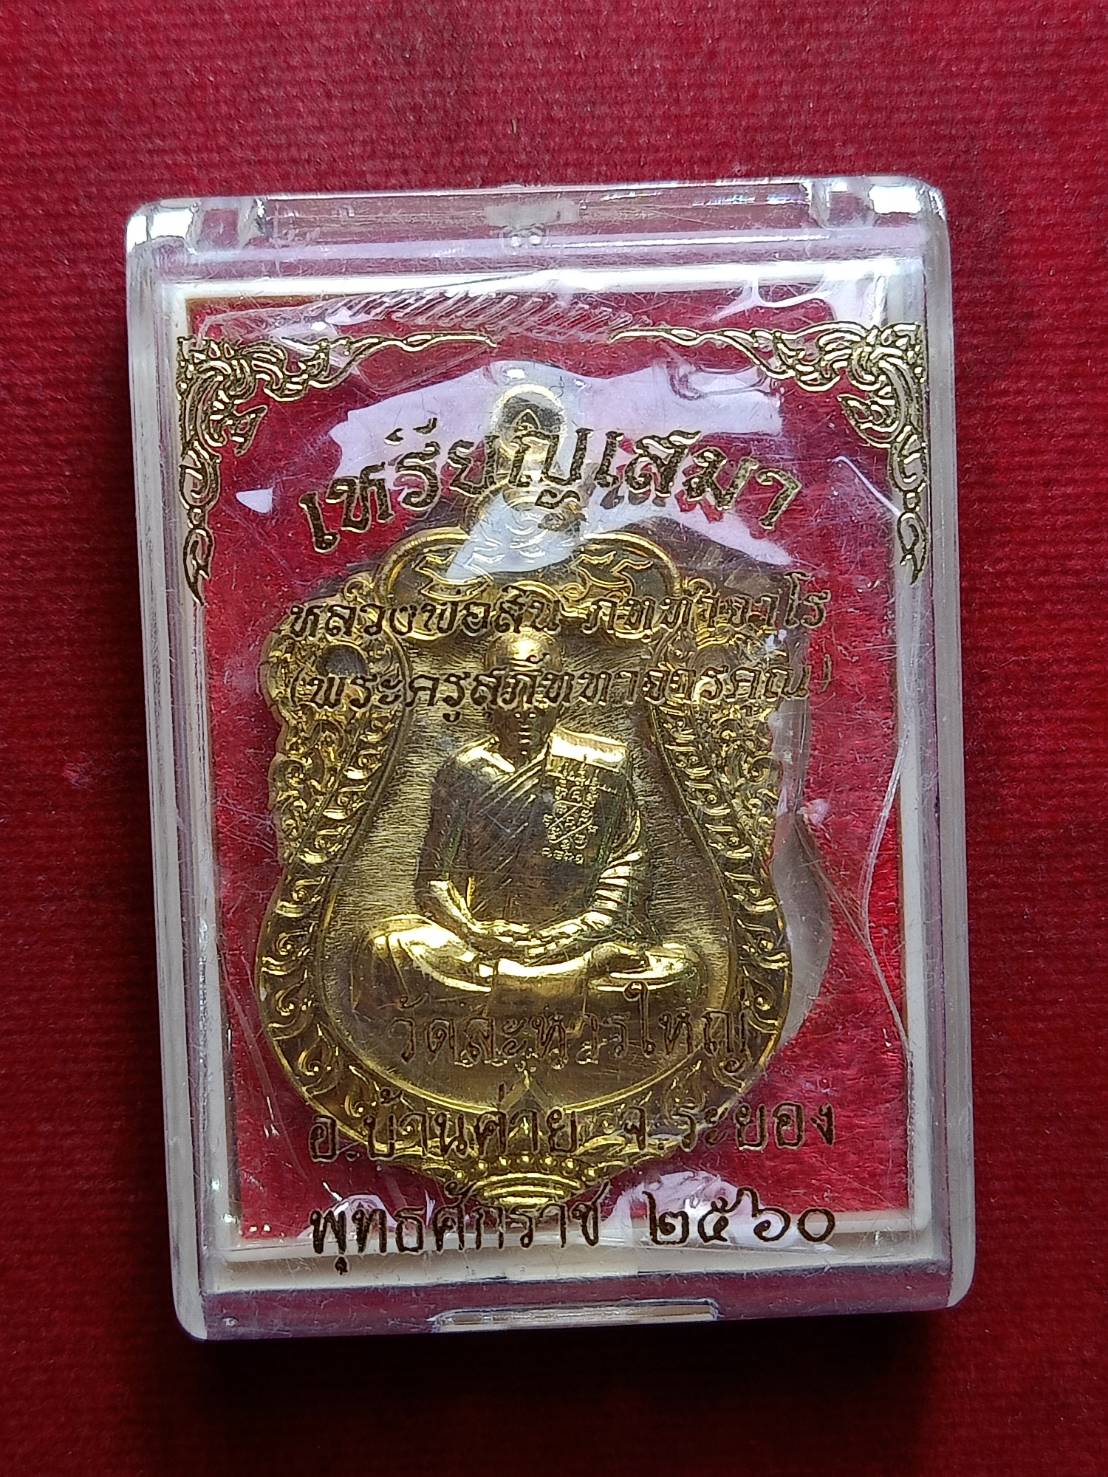 เหรียญเสมา
หลวงพ่อสิน ภัททาจาโร
(พระครูสุภัททาจารคุณ)
วัดละหารใหญ่
อ.บ้านค่าย จ.ระยอง
พุทธศักราช ๒๕๖๐